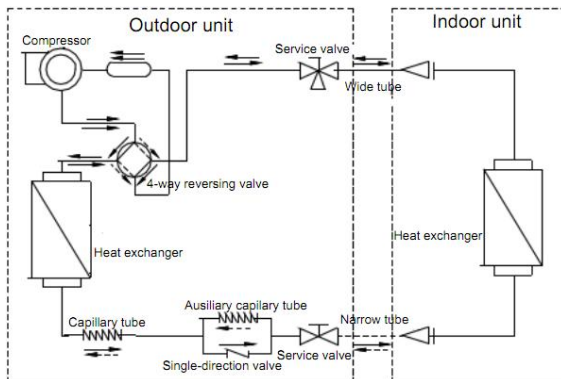 Outdoor unit
Indoor unit
Compressor
Service valve
Wide tube
4-way reversing valve
Heat exchanger
Heat exchanger
Ausiliary capilary tube
Capillary tube
Narrow tube
Service valve
Single-direction valve